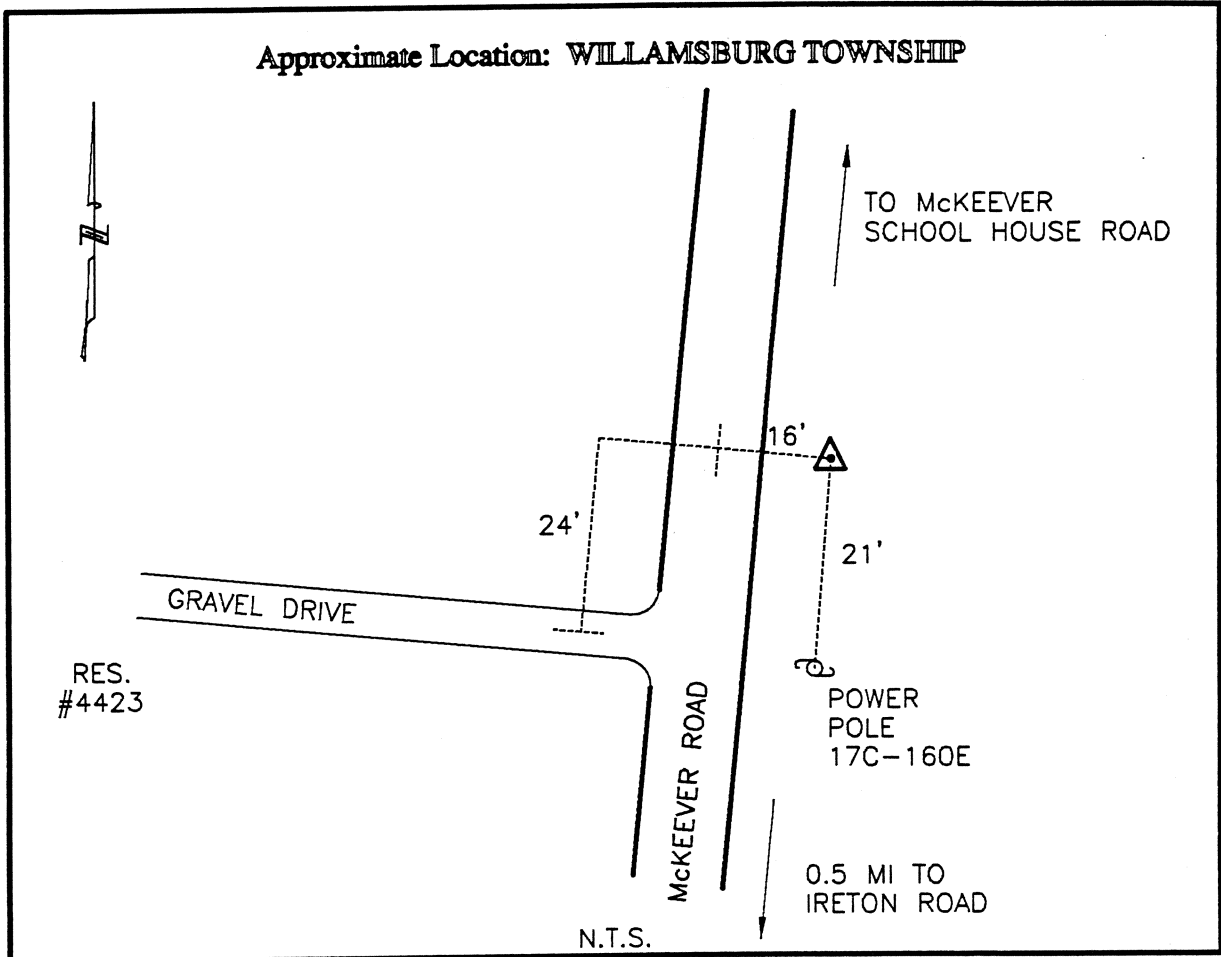 Approximate Location: WILLAMSBURG TOWNSHIP
N
TO McKEEVER
SCHOOL HOUSE ROAD
16'
24'
21'
GRAVEL DRIVE
RES.
#4423
POWER
POLE
17C-160E
McKEEVER ROAD
0.5 MI TO
IRETON ROAD
N.T.S.